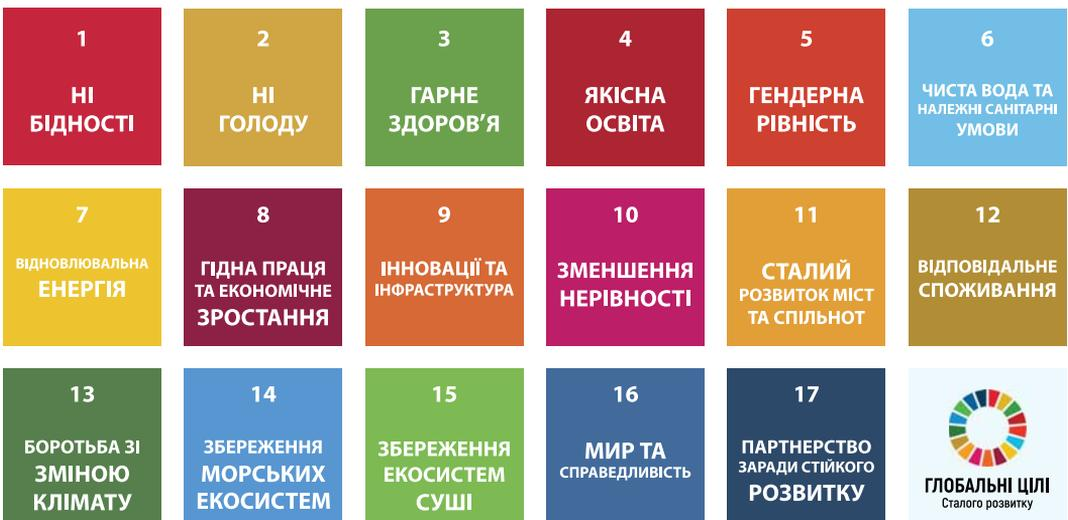 1
НІ
БІДНОСТІ
2
НІ
ГОЛОДУ
3
ГАРНЕ
ЗДОРОВ’Я
4
ЯКІСНА
ОСВІТА
5
ГЕНДЕРНА
РІВНІСТЬ
6
ЧИСТА ВОДА ТА
НАЛЕЖНІ САНІТАРНІ
УМОВИ
7
ВІДНОВЛЮВАЛЬНА
ЕНЕРГІЯ
8
ГІДНА ПРАЦЯ
ТА ЕКОНОМІЧНЕ
ЗРОСТАННЯ
9
ІННОВАЦІЇ ТА
ІНФРАСТРУКТУРА
10
ЗМЕНШЕННЯ
НЕРІВНОСТІ
11
СТАЛИЙ
РОЗВИТОК МІСТ
ТА СПІЛЬНОТ
12
ВІДПОВІДАЛЬНЕ
СПОЖИВАННЯ
13
БОРОТЬБА ЗІ
ЗМІНОЮ
КЛІМАТУ
14
ЗБЕРЕЖЕННЯ
МОРСЬКИХ
ЕКОСИСТЕМ
15
ЗБЕРЕЖЕННЯ
ЕКОСИСТЕМ
СУШІ
16
МИР ТА
СПРАВЕДЛИВІСТЬ
17
ПАРТНЕРСТВО
ЗАРАДИ СТІЙКОГО
РОЗВИТКУ
ГЛОБАЛЬНІ ЦІЛІ
Сталого розвитку